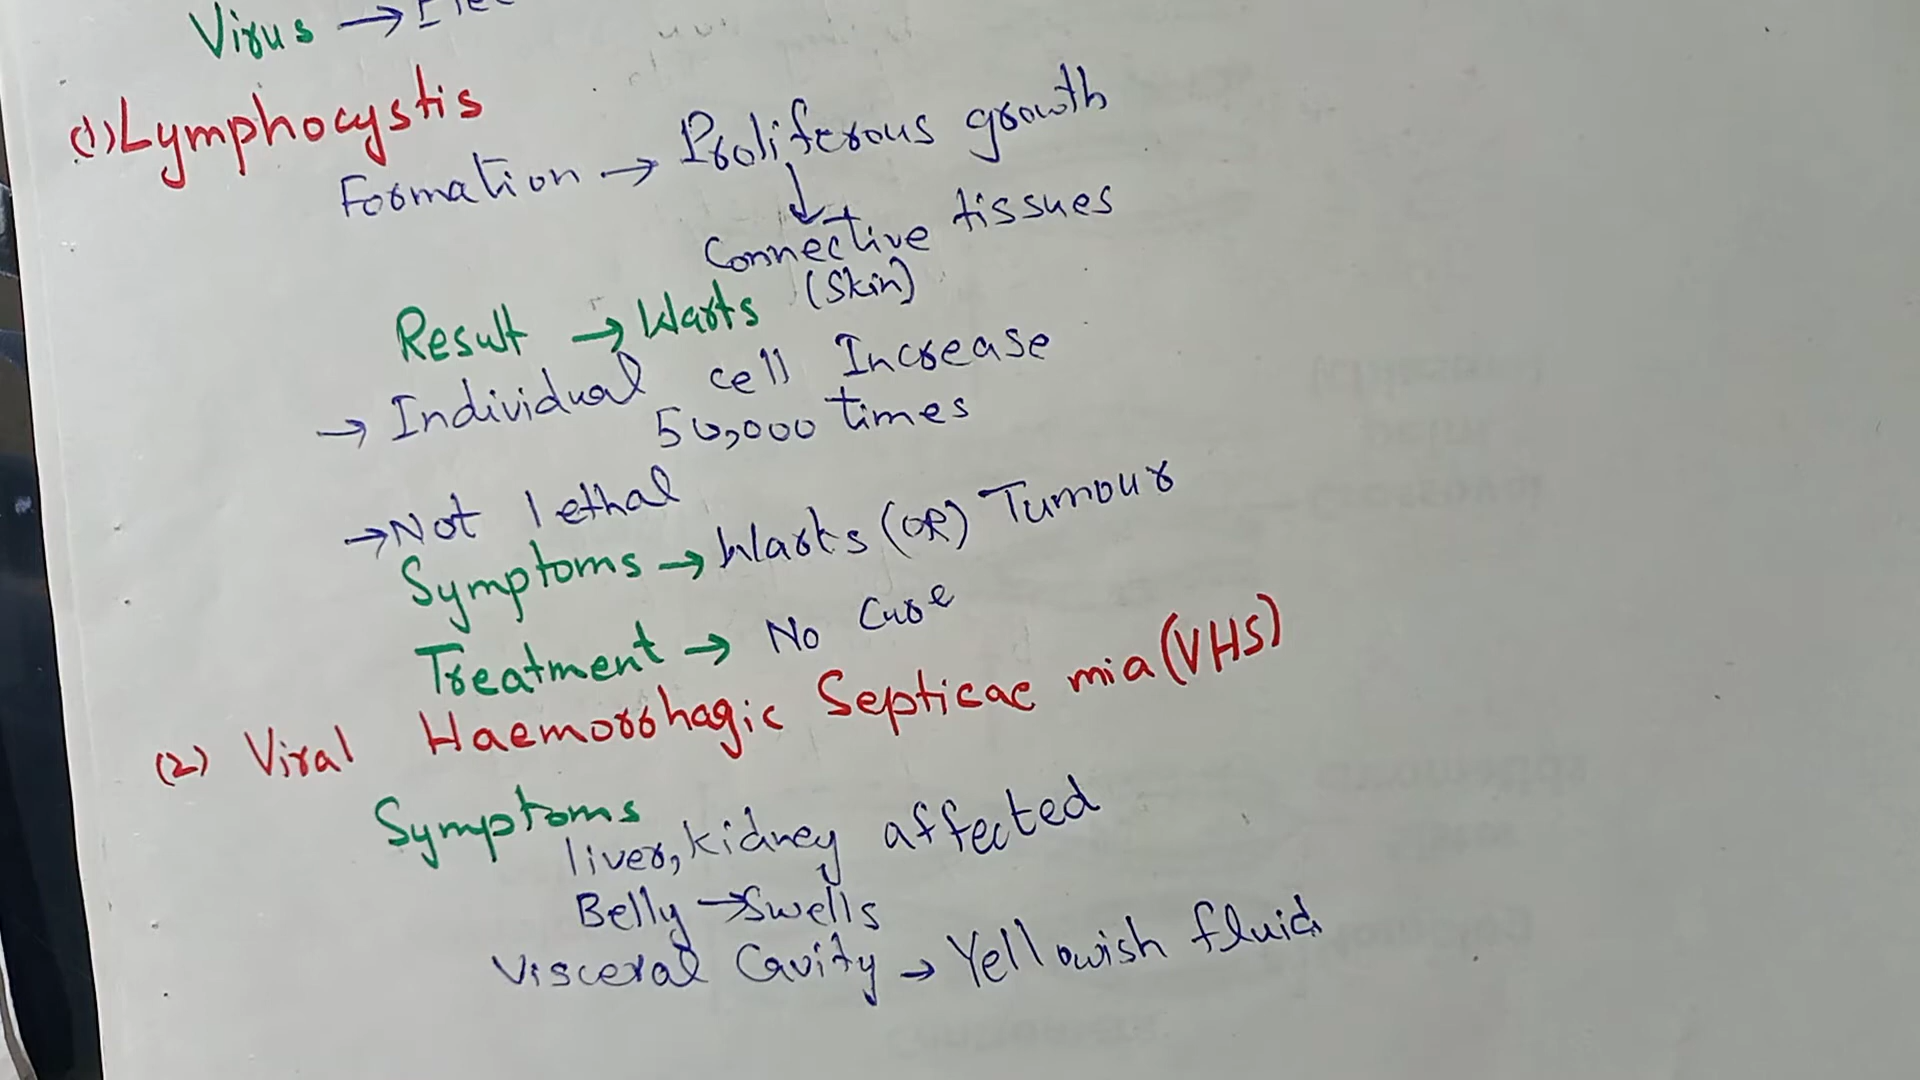 Virus →
(1) Lymphocystis
Formation → Proliferous growth
↓
Connective tissues
(Skin)
Result → Warts
→ Individual cell Increase
50,000 times
→ Not lethal
Symptoms → Warts (OR) Tumour
Treatment → No Cure
(2) Viral Haemorrhagic Septicae mia (VHS)
Symptoms
liver, kidney affected
Belly → Swells
Visceral Cavity → Yellowish fluid